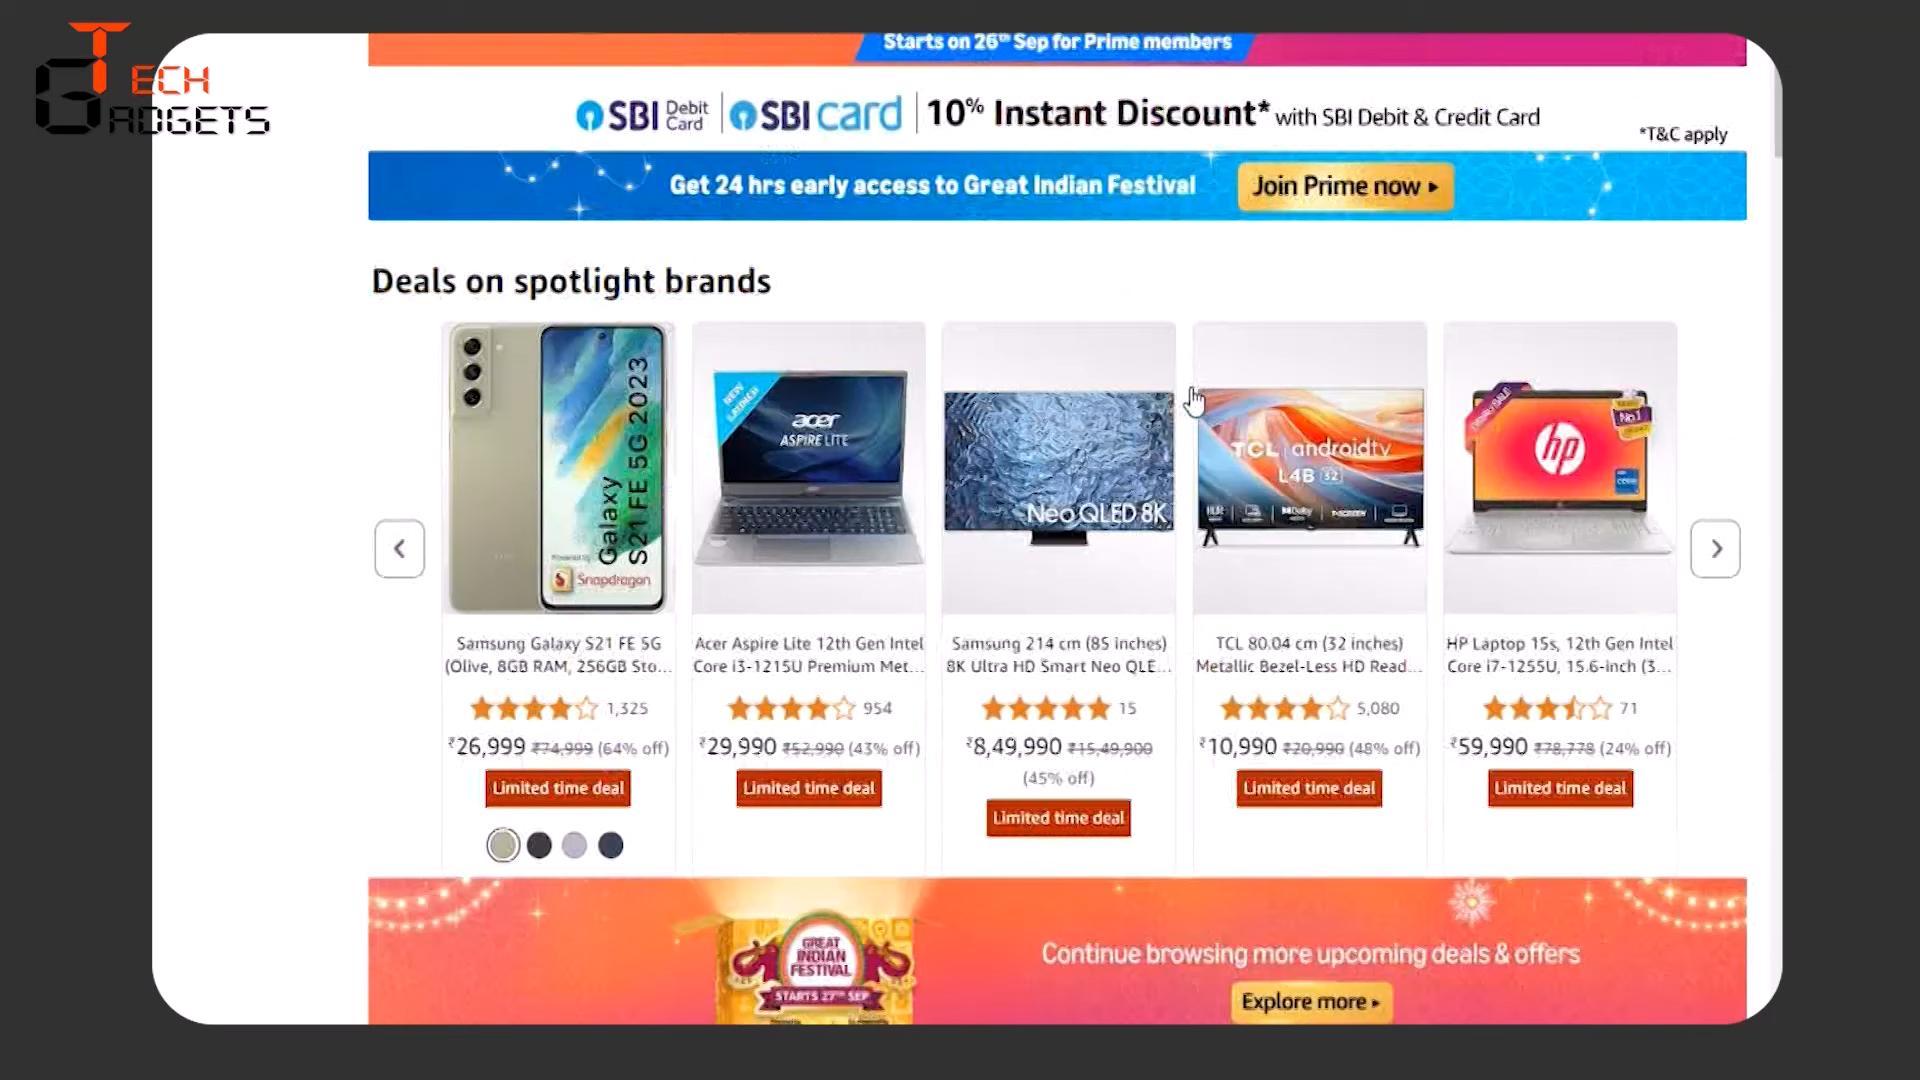 TECH
GADGETS
Starts on 26th Sep for Prime members
SBI Debit Card | SBI card | 10% Instant Discount* with SBI Debit & Credit Card
*T&C apply
Get 24 hrs early access to Great Indian Festival
Join Prime now
Deals on spotlight brands
Galaxy
S21 FE 5G 2023
Snapdragon
acer
ASPIRE LITE
Neo QLED 8K
TCL androidtv
L4B 32
hp
No.1
Samsung Galaxy S21 FE 5G
(Olive, 8GB RAM, 256GB Sto...
1,325
₹26,999 ₹74,999 (64% off)
Limited time deal
Acer Aspire Lite 12th Gen Intel
Core i3-1215U Premium Met...
954
₹29,990 ₹52,990 (43% off)
Limited time deal
Samsung 214 cm (85 inches)
8K Ultra HD Smart Neo QLE...
15
₹8,49,990 ₹15,49,900
(45% off)
Limited time deal
TCL 80.04 cm (32 inches)
Metallic Bezel-Less HD Read...
5,080
₹10,990 ₹20,990 (48% off)
Limited time deal
HP Laptop 15s, 12th Gen Intel
Core i7-1255U, 15.6-inch (3...
71
₹59,990 ₹78,778 (24% off)
Limited time deal
GREAT
INDIAN
FESTIVAL
STARTS 27TH SEP
Continue browsing more upcoming deals & offers
Explore more